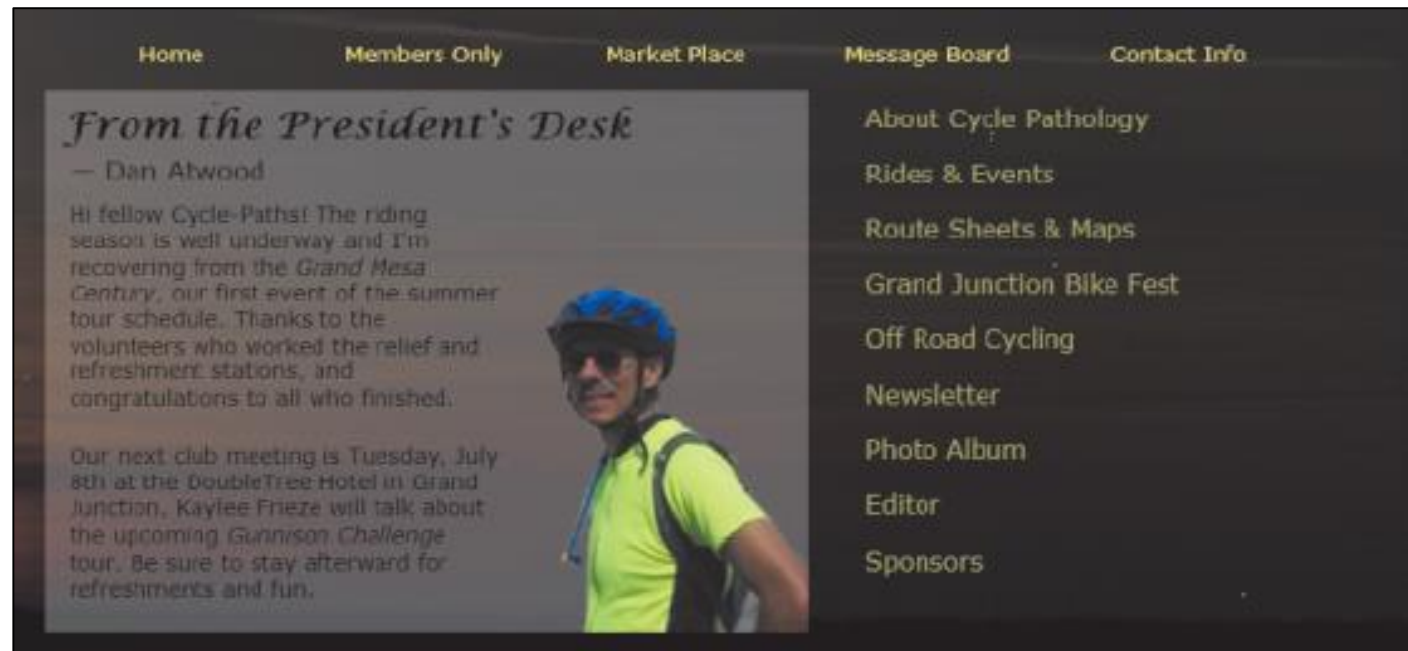 Home Members Only Market Place Message Board Contact Info
From the President's Desk
— Dan Atwood
Hi fellow Cycle-Paths! The riding
season is well underway and I'm
recovering from the Grand Mesa
Century, our first event of the summer
tour schedule. Thanks to the
volunteers who worked the relief and
refreshment stations, and
congratulations to all who finished.
Our next club meeting is Tuesday, July
8th at the DoubleTree Hotel in Grand
Junction. Kaylee Frieze will talk about
the upcoming Gunnison Challenge
tour. Be sure to stay afterward for
refreshments and fun.
About Cycle Pathology
Rides & Events
Route Sheets & Maps
Grand Junction Bike Fest
Off Road Cycling
Newsletter
Photo Album
Editor
Sponsors